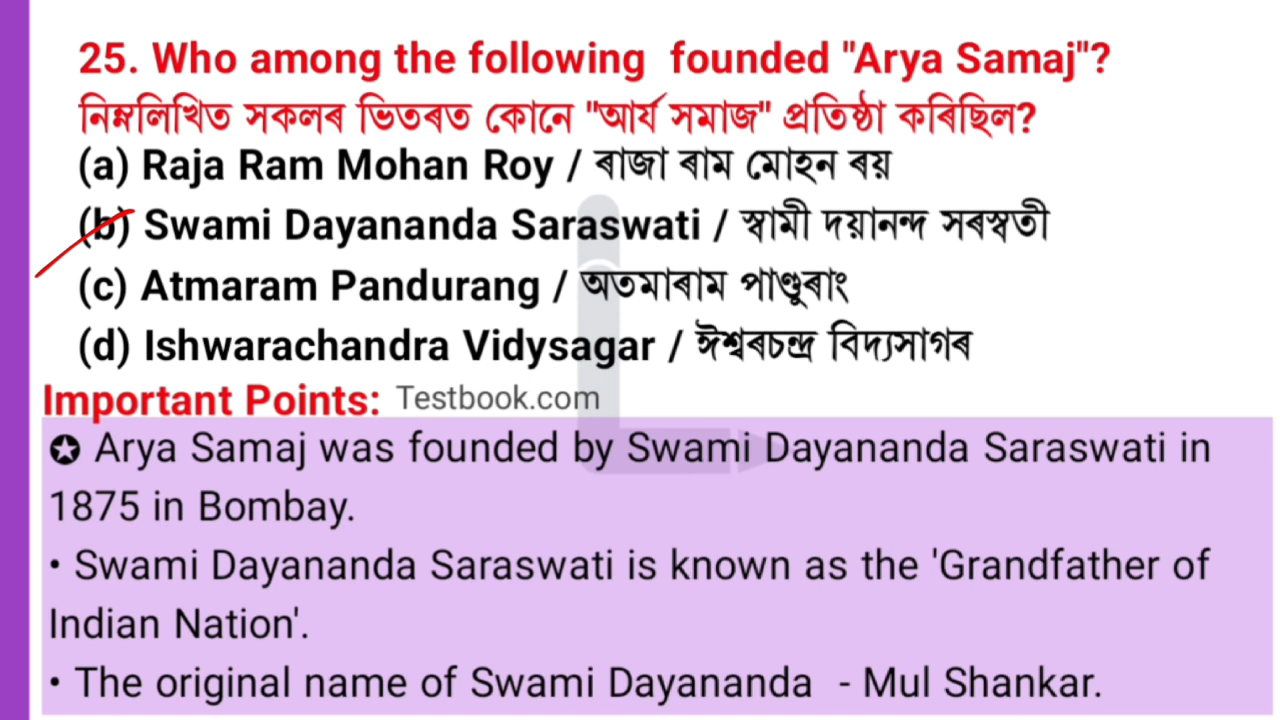 25. Who among the following founded "Arya Samaj"?
নিম্নলিখিত সকলৰ ভিতৰত কোনে "আৰ্য সমাজ" প্ৰতিষ্ঠা কৰিছিল?
(a) Raja Ram Mohan Roy / ৰাজা ৰাম মোহন ৰয়
(b) Swami Dayananda Saraswati / স্বামী দয়ানন্দ সৰস্বতী
(c) Atmaram Pandurang / অতমাৰাম পাণ্ডুৰাং
(d) Ishwarachandra Vidysagar / ঈশ্বৰচন্দ্ৰ বিদ্যসাগৰ
Important Points: Testbook.com
✪ Arya Samaj was founded by Swami Dayananda Saraswati in
1875 in Bombay.
• Swami Dayananda Saraswati is known as the 'Grandfather of
Indian Nation'.
• The original name of Swami Dayananda - Mul Shankar.